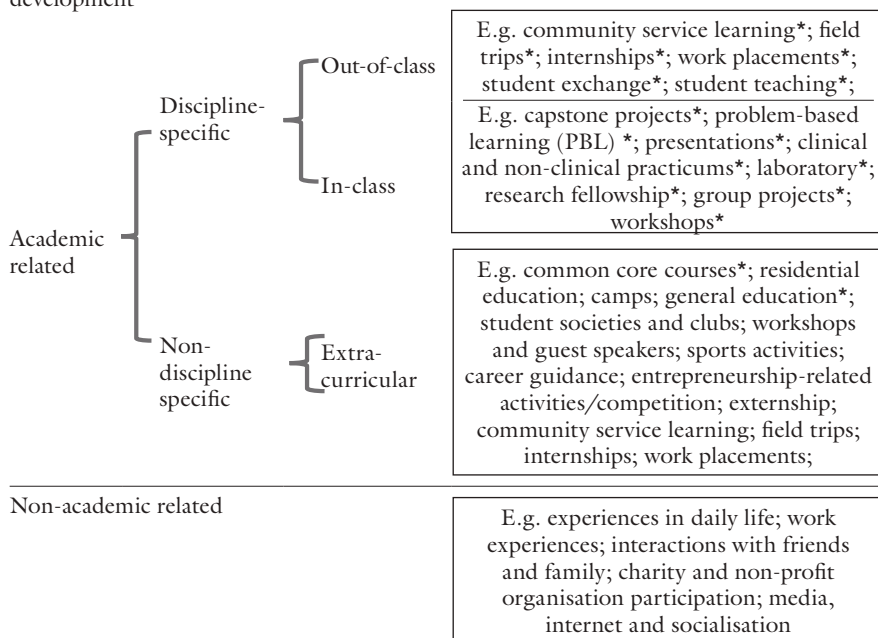 development
Academic
related
Discipline-
specific
Out-of-class
E.g. community service learning*; field
trips*; internships*; work placements*;
student exchange*; student teaching*;
In-class
E.g. capstone projects*; problem-based
learning (PBL) *; presentations*; clinical
and non-clinical practicums*; laboratory*;
research fellowship*; group projects*;
workshops*
Non-
discipline
specific
Extra-
curricular
E.g. common core courses*; residential
education; camps; general education*;
student societies and clubs; workshops
and guest speakers; sports activities;
career guidance; entrepreneurship-related
activities/competition; externship;
community service learning; field trips;
internships; work placements;
Non-academic related
E.g. experiences in daily life; work
experiences; interactions with friends
and family; charity and non-profit
organisation participation; media,
internet and socialisation